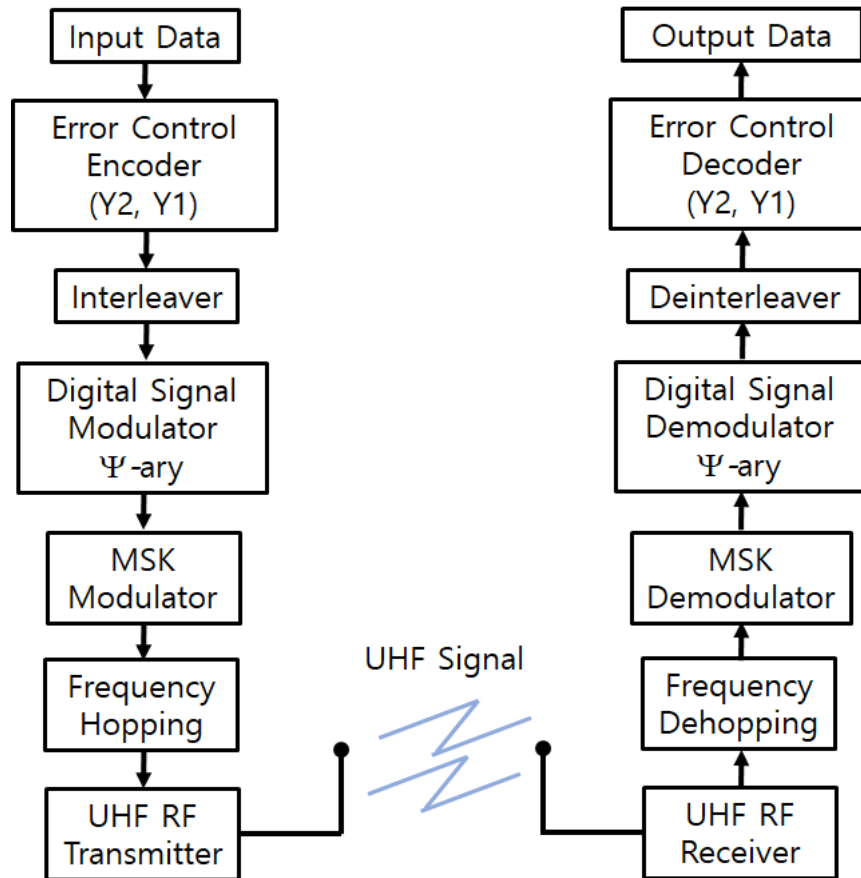 Input Data
Error Control
Encoder
(Y2, Y1)
Interleaver
Digital Signal
Modulator
Ψ-ary
MSK
Modulator
Frequency
Hopping
UHF RF
Transmitter
UHF Signal
Output Data
Error Control
Decoder
(Y2, Y1)
Deinterleaver
Digital Signal
Demodulator
Ψ-ary
MSK
Demodulator
Frequency
Dehopping
UHF RF
Receiver